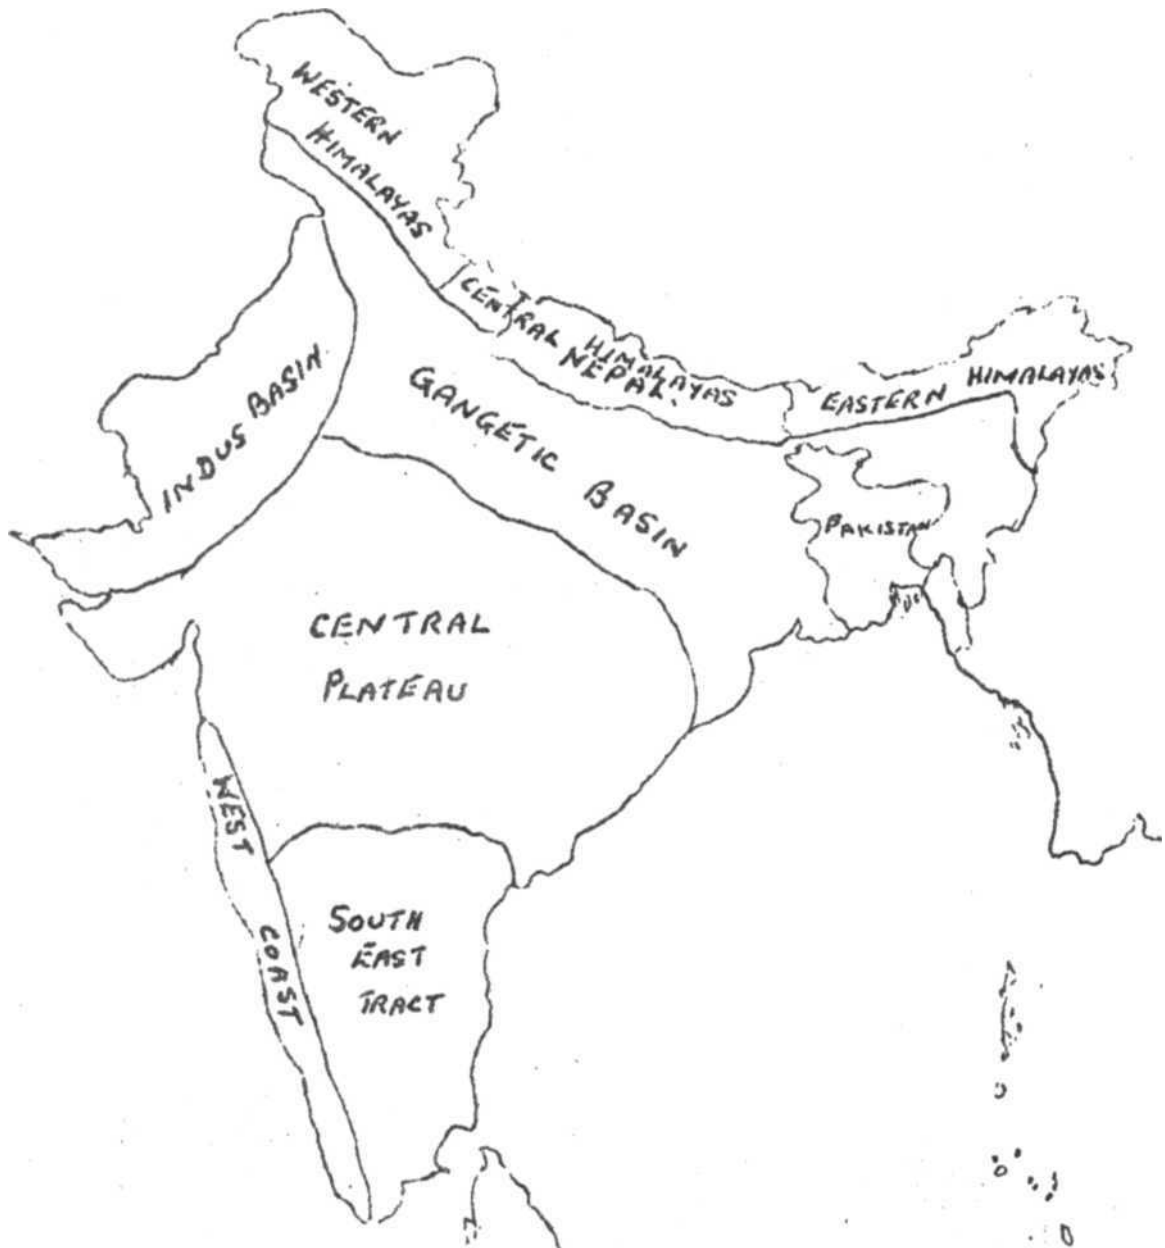 WESTERN
HIMALAYAS
CENTRAL HIMALAYAS
NEPAL.
EASTERN HIMALAYAS
INDUS BASIN
GANGETIC BASIN
PAKISTAN
CENTRAL
PLATEAU
WEST COAST
SOUTH
EAST
TRACT